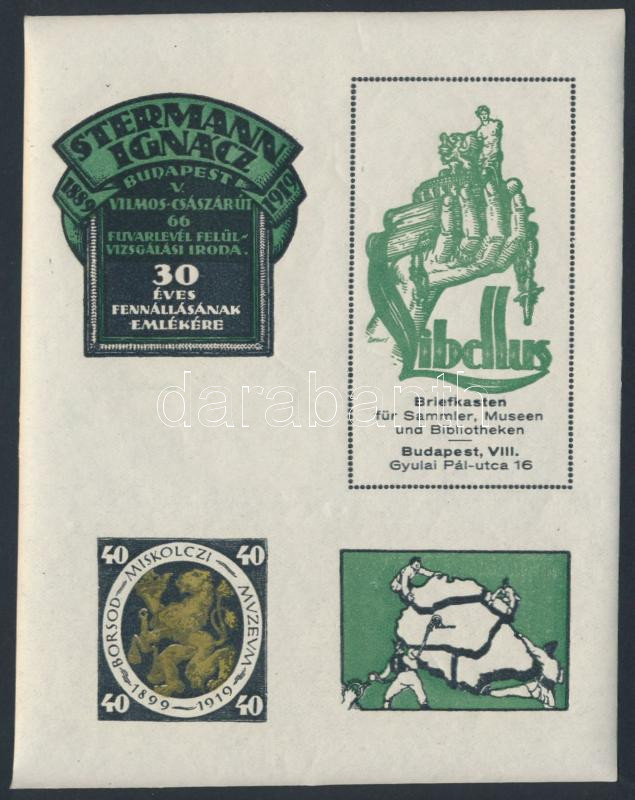 STERMANN
IGNÁCZ
1889 BUDAPEST 1919
V.
VILMOS-CSÁSZÁR ÚT
66
FUVARLEVÉL FELÜL-
VIZSGÁLÁSI IRODA.
30
ÉVES
FENNÁLLÁSÁNAK
EMLÉKÉRE
Libellus
Briefkasten
für Sammler, Museen
und Bibliotheken
Budapest, VIII.
Gyulai Pál-utca 16
darabanth.com
40 40
BORSOD-MISKOLCZI MVZEVM
1899-1919
40 40